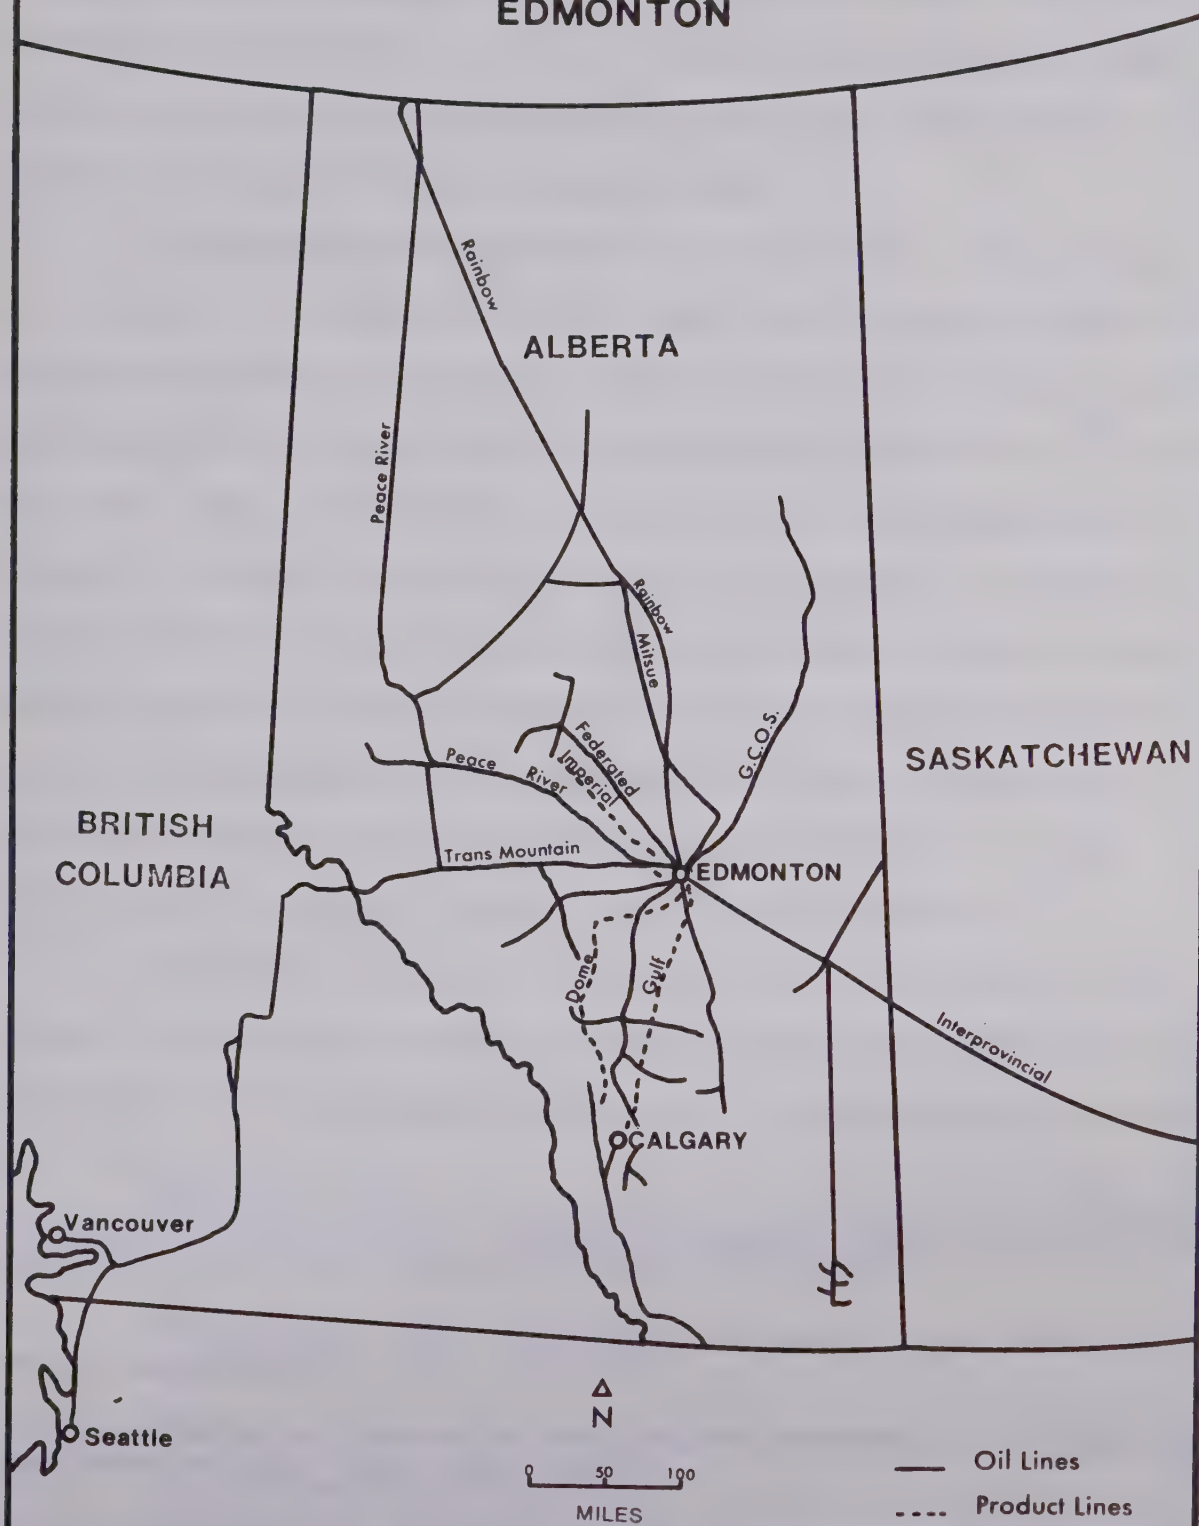 EDMONTON
Rainbow
ALBERTA
Peace River
Rainbow
Mitsue
Federated
Imperial
G.C.O.S.
Peace River
SASKATCHEWAN
BRITISH
COLUMBIA
Trans Mountain
EDMONTON
Dome
Gulf
Interprovincial
CALGARY
Vancouver
Seattle
N
0 50 100
MILES
Oil Lines
Product Lines